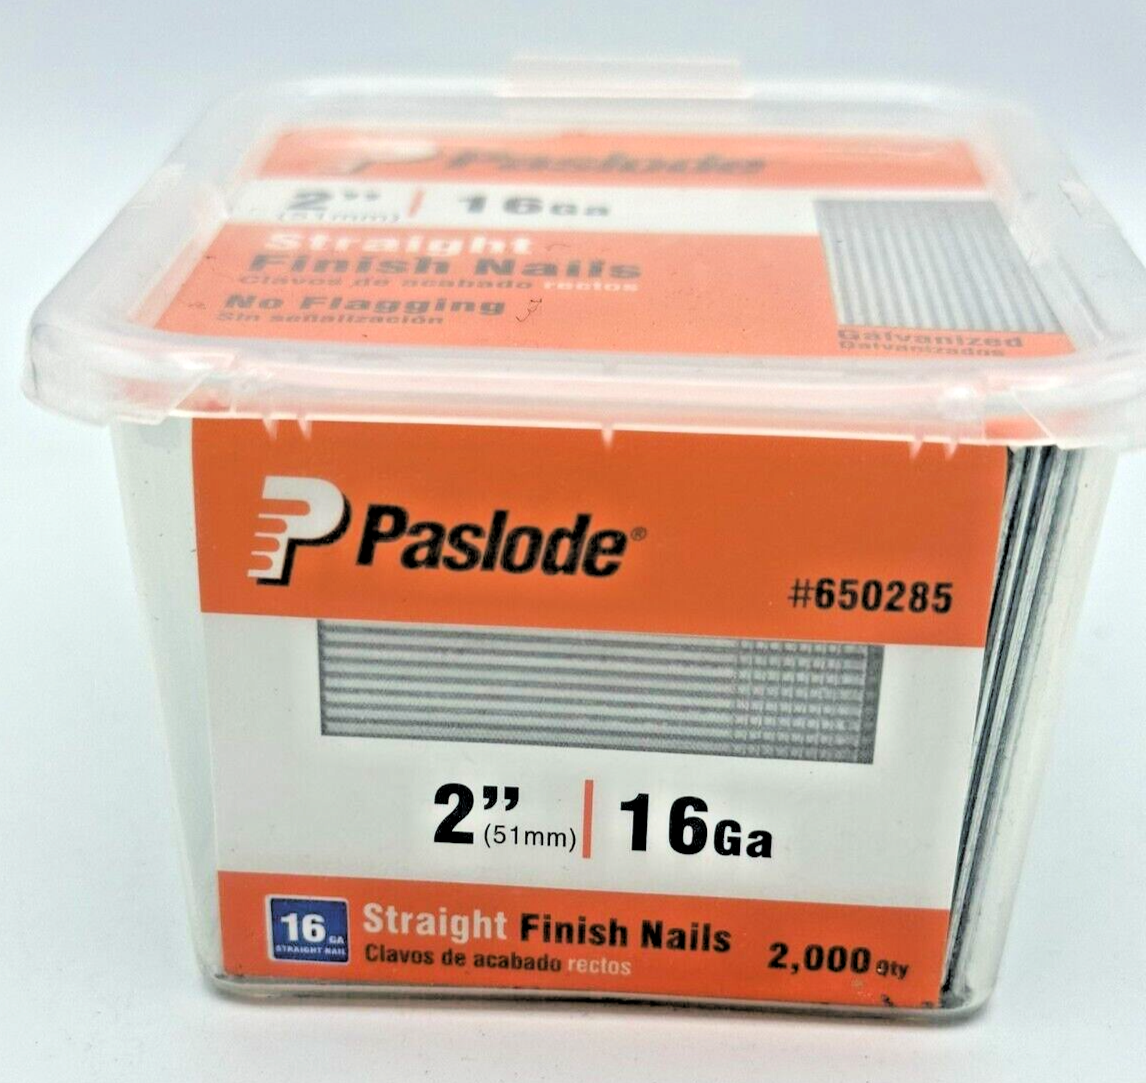 Paslode
2” | 16Ga
(51mm)
Straight
Finish Nails
Clavos de acabado rectos
No Flagging
Sin señalización
Galvanized
Galvanizados
Paslode®
#650285
2” (51mm) | 16Ga
16 GA
STRAIGHT NAIL
Straight Finish Nails
Clavos de acabado rectos
2,000 Qty